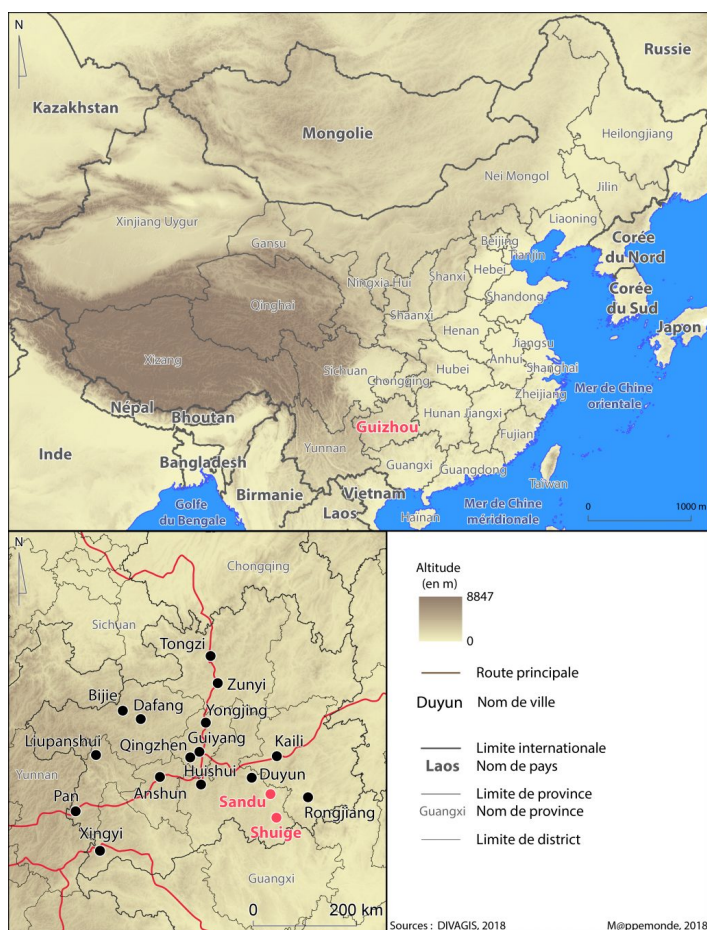 N
Russie
Kazakhstan
Mongolie
Heilongjiang
Nei Mongol
Jilin
Xinjiang Uygur
Liaoning
Gansu
Beijing
Tianjin
Corée
du Nord
Ningxia Hui
Hebei
Shanxi
Qinghai
Shandong
Corée
du Sud
Shaanxi
Japon
Henan
Jiangsu
Xizang
Anhui
Shanghai
Sichuan
Hubei
Chongqing
Zheijiang
Mer de Chine
orientale
Népal
Bhoutan
Hunan
Jiangxi
Guizhou
Fujian
Inde
Yunnan
Bangladesh
Guangxi
Guangdong
Taïwan
Birmanie
Vietnam
Golfe
du Bengale
Laos
Mer de Chine
méridionale
Hainan
0
1000 m
N
Chongqing
Sichuan
Tongzi
Zunyi
Bijie
Dafang
Yongjing
Liupanshui
Qingzhen
Guiyang
Kaili
Yunnan
Huishui
Duyun
Anshun
Sandu
Pan
Rongjiang
Shuige
Xingyi
Guangxi
0
200 km
Altitude
(en m)
8847
0
Route principale
Duyun Nom de ville
Limite internationale
Laos Nom de pays
Limite de province
Guangxi Nom de province
Limite de district
Sources : DIVAGIS, 2018
M@ppemonde, 2018